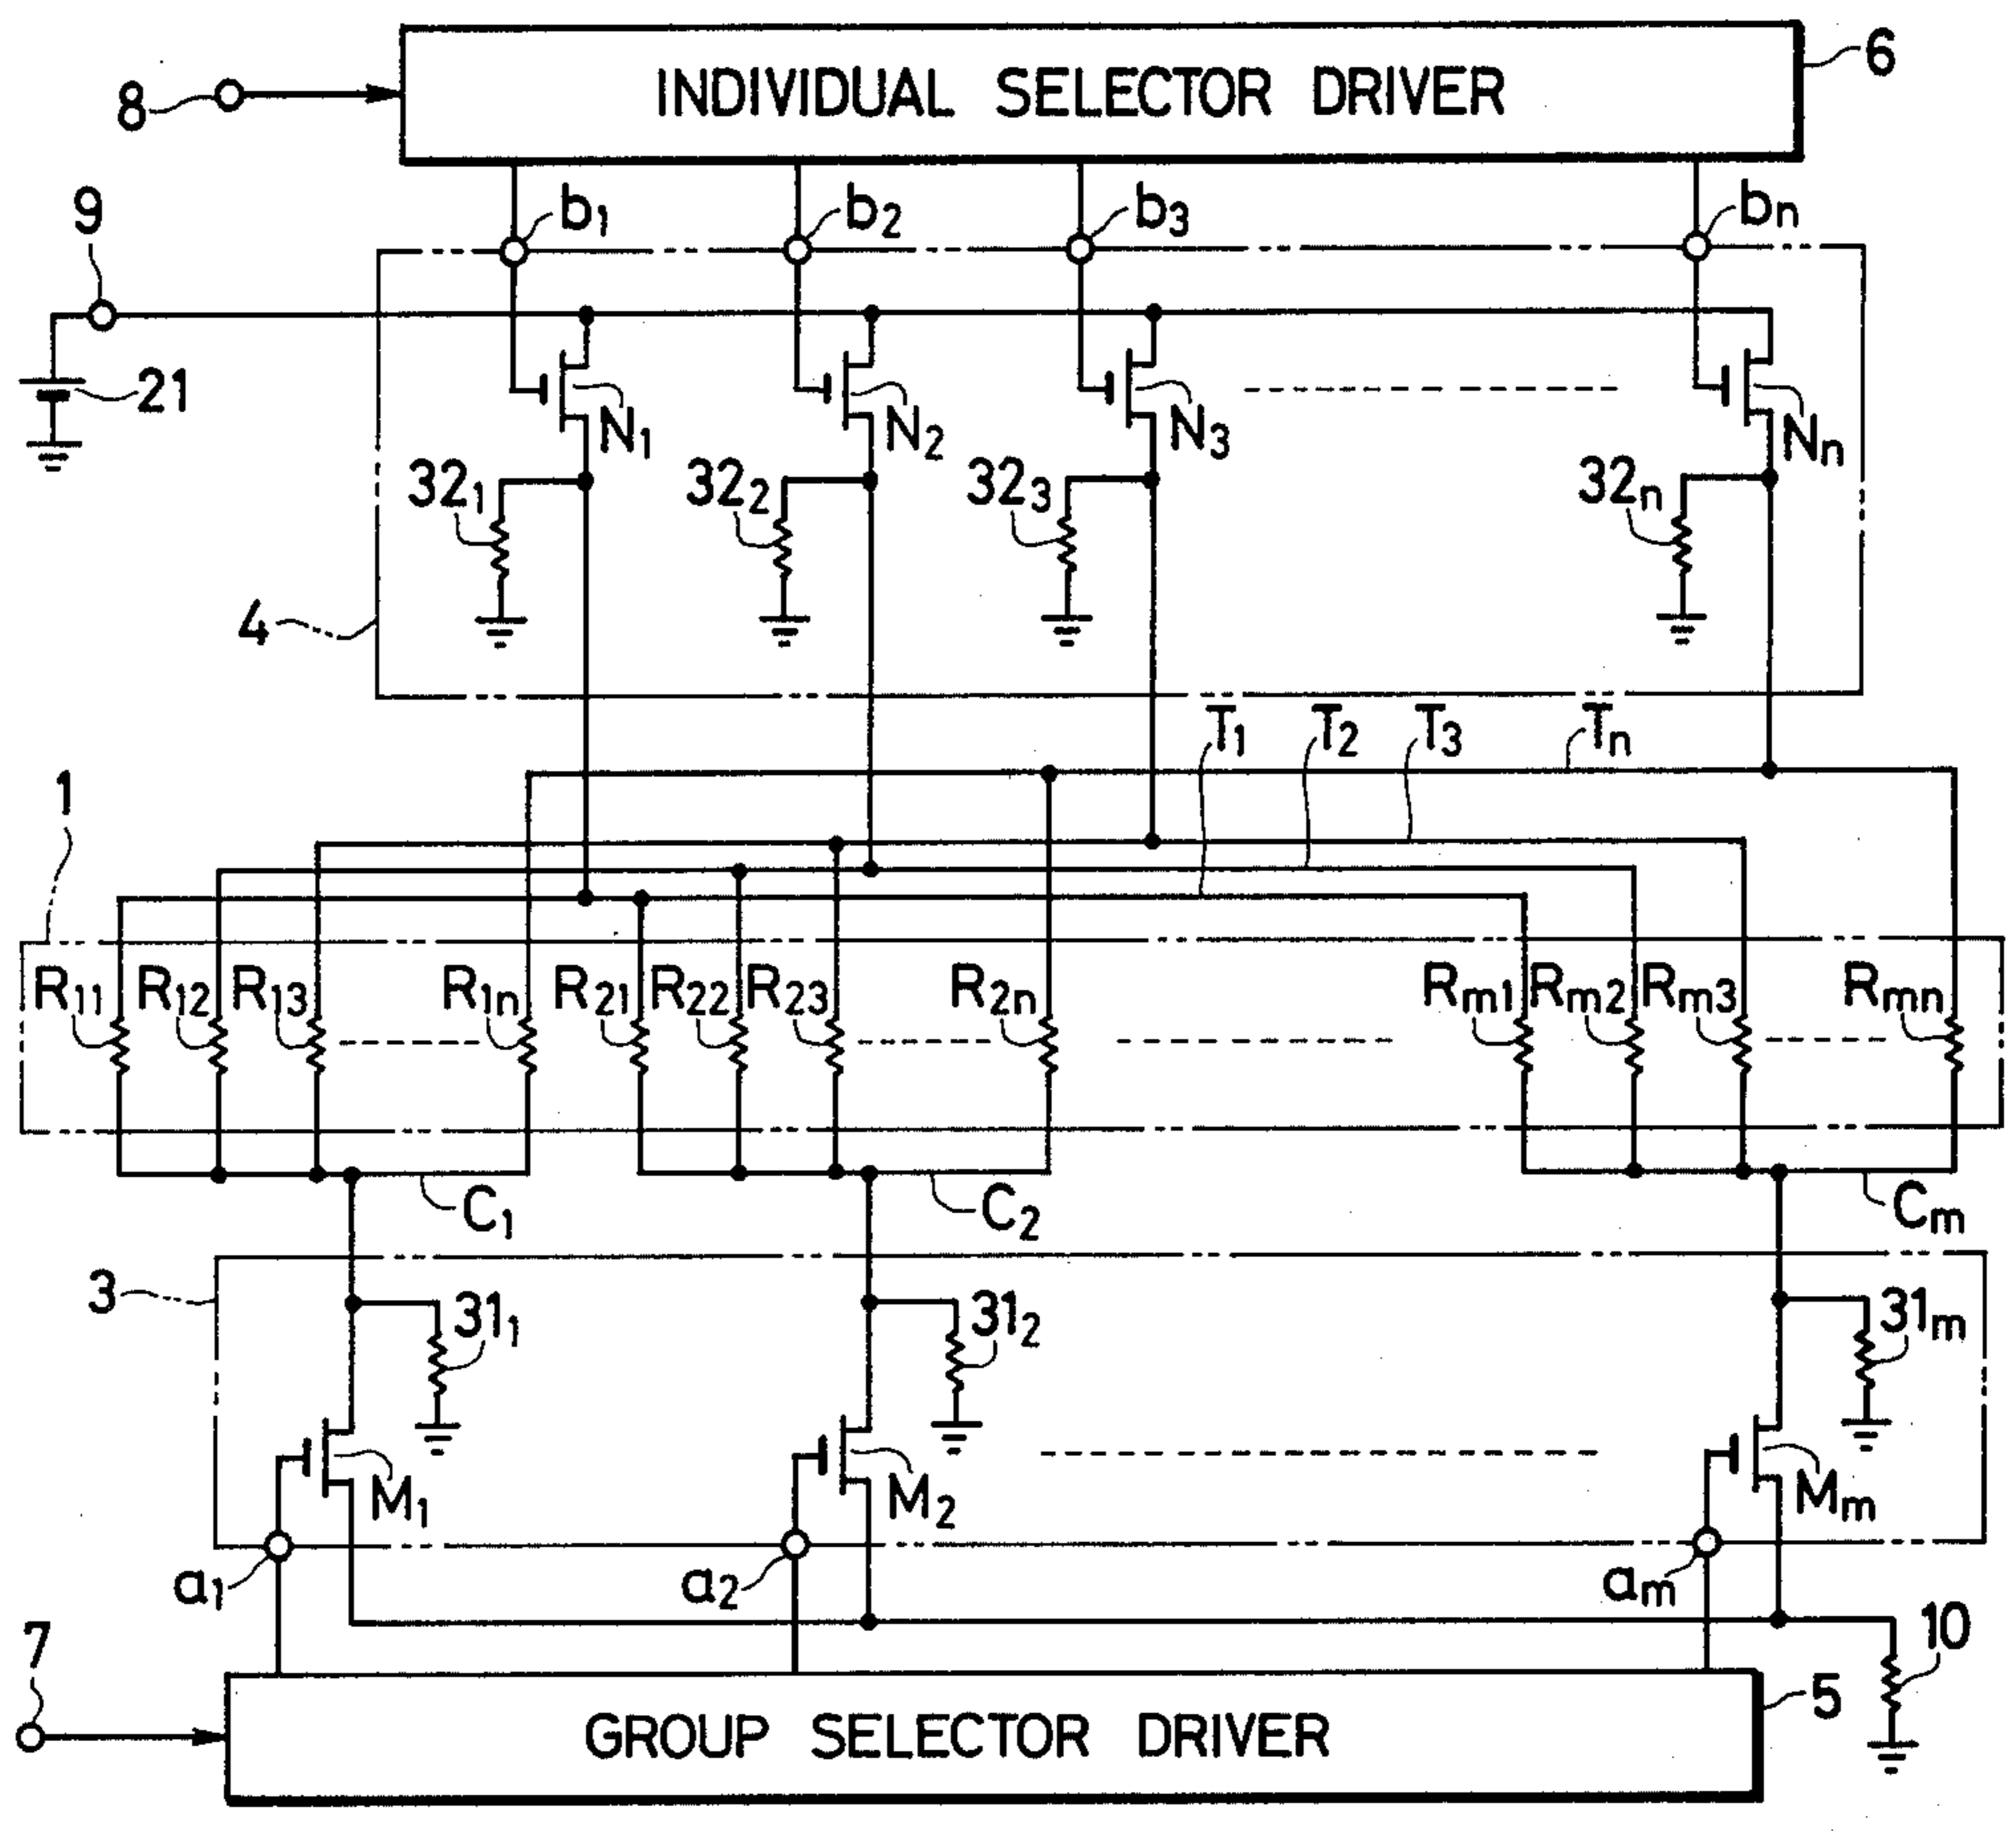 INDIVIDUAL SELECTOR DRIVER
6
8
b₁ b₂ b₃ bₙ
9
21
N₁ N₂ N₃ Nₙ
32₁ 32₂ 32₃ 32ₙ
4
T₁ T₂ T₃ Tₙ
1
R₁₁ R₁₂ R₁₃ R₁ₙ R₂₁ R₂₂ R₂₃ R₂ₙ Rₘ₁ Rₘ₂ Rₘ₃ Rₘₙ
C₁ C₂ Cₘ
3
31₁ 31₂ 31ₘ
M₁ M₂ Mₘ
a₁ a₂ aₘ
10
7
5
GROUP SELECTOR DRIVER